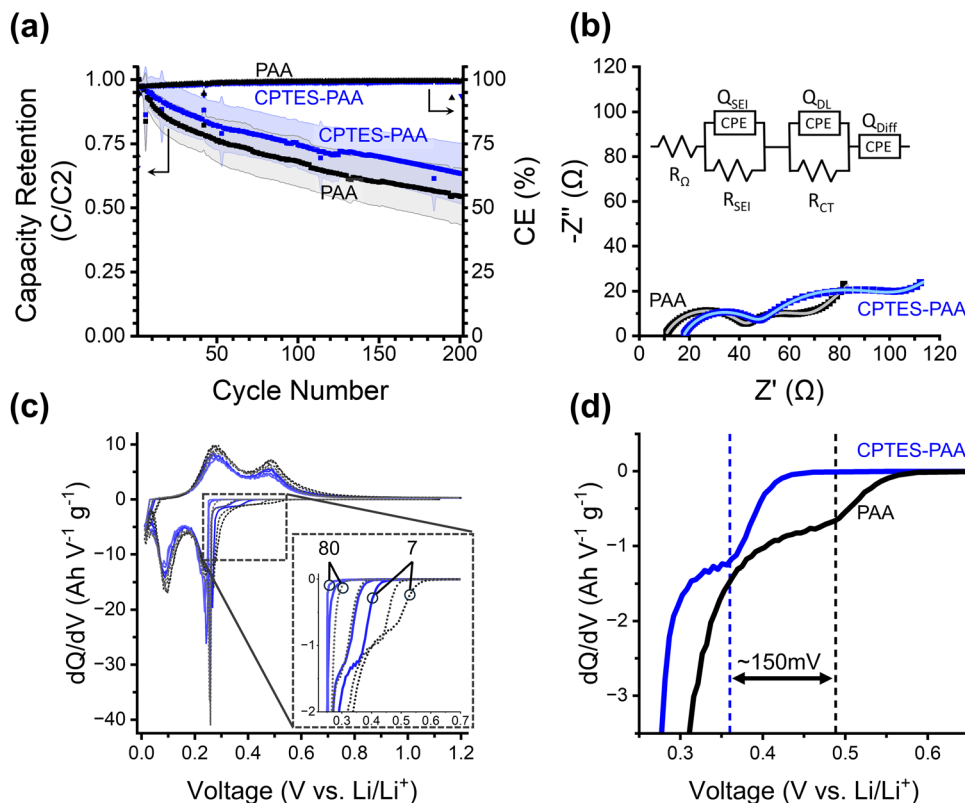 (a)
Capacity Retention
(C/C2)
1.00
0.75
0.50
0.25
0.00
PAA
CPTES-PAA
CPTES-PAA
PAA
100
75
50
25
0
CE (%)
50
100
150
200
Cycle Number
(b)
-Z'' (Ω)
120
100
80
60
40
20
0
Q_SEI
CPE
R_Ω
R_SEI
Q_DL
CPE
R_CT
Q_Diff
CPE
PAA
CPTES-PAA
0
20
40
60
80
100
120
Z' (Ω)
(c)
dQ/dV (Ah V⁻¹ g⁻¹)
10
0
−10
−20
−30
−40
80
7
0
−1
−2
0.3
0.4
0.5
0.6
0.7
0.0
0.2
0.4
0.6
0.8
1.0
1.2
Voltage (V vs. Li/Li⁺)
(d)
dQ/dV (Ah V⁻¹ g⁻¹)
0
−1
−2
−3
CPTES-PAA
PAA
~150mV
0.3
0.4
0.5
0.6
Voltage (V vs. Li/Li⁺)